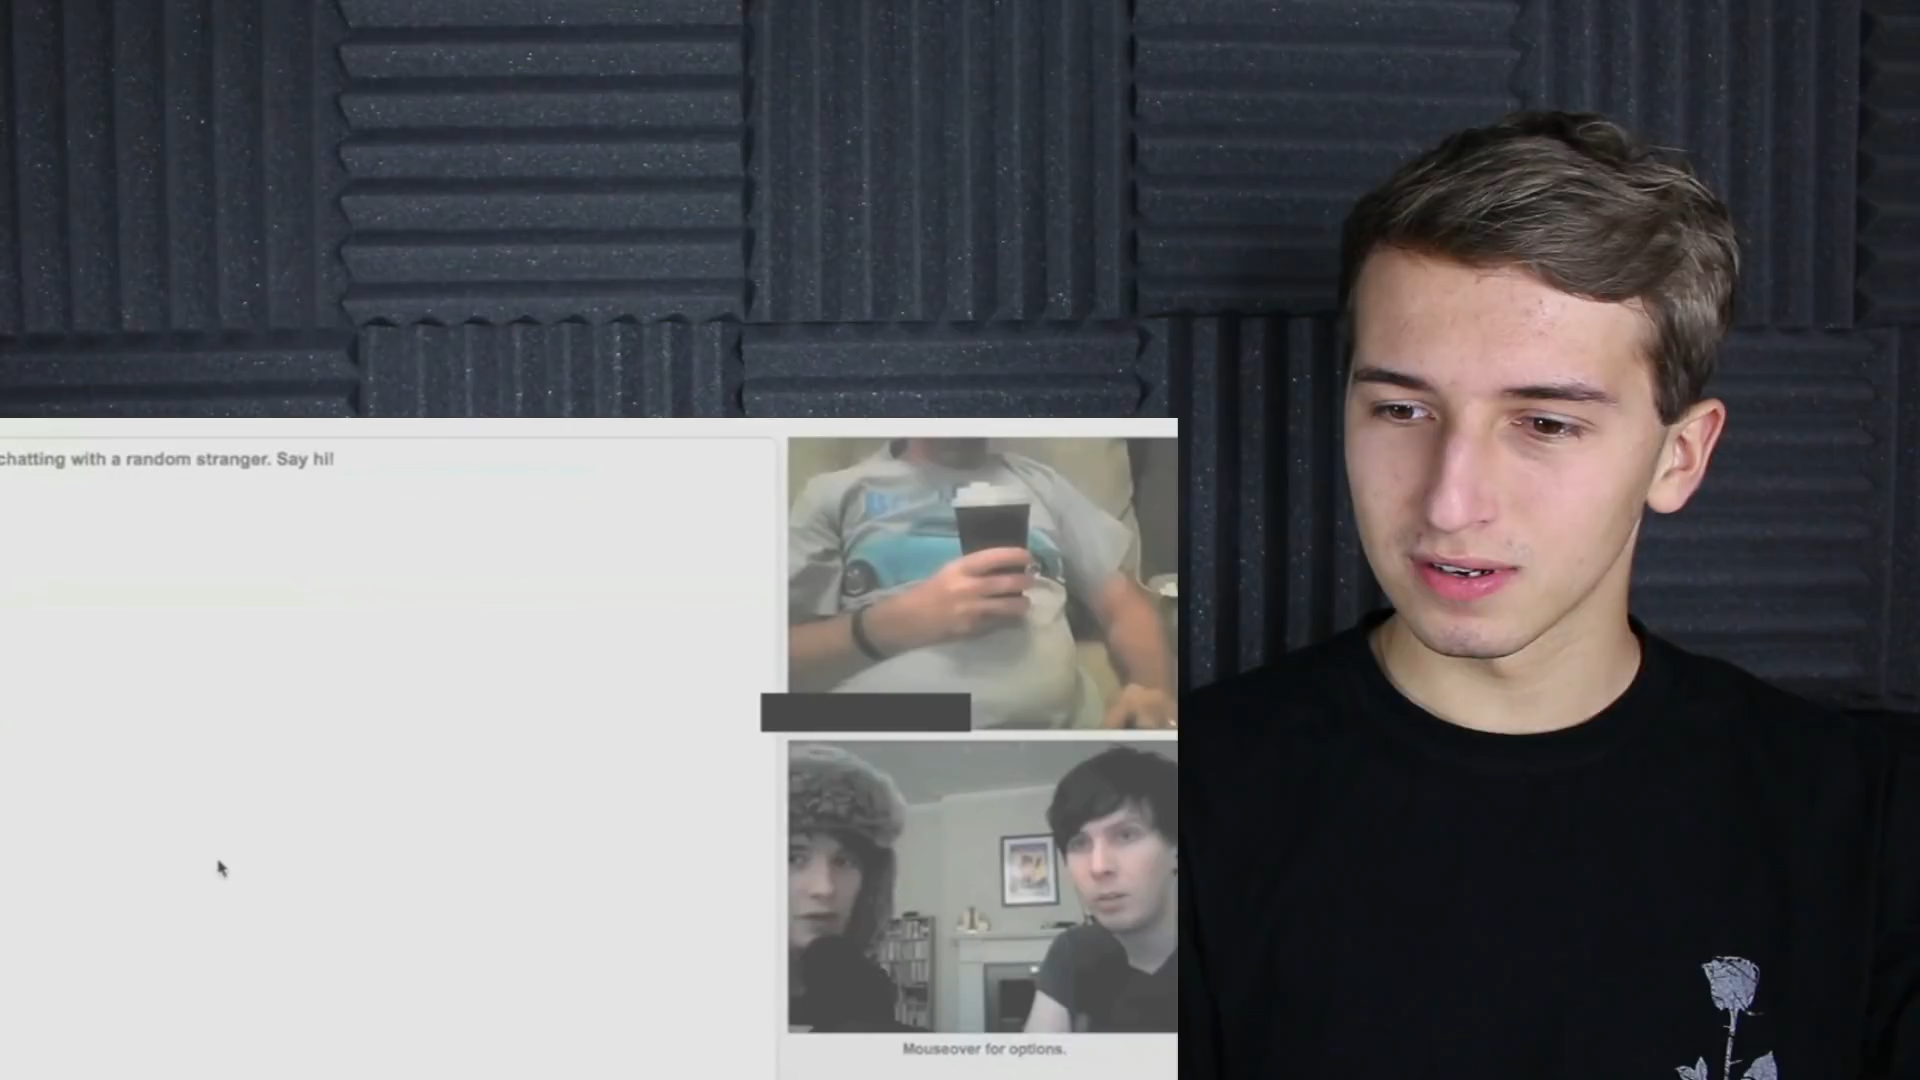 chatting with a random stranger. Say hi!
Mouseover for options.